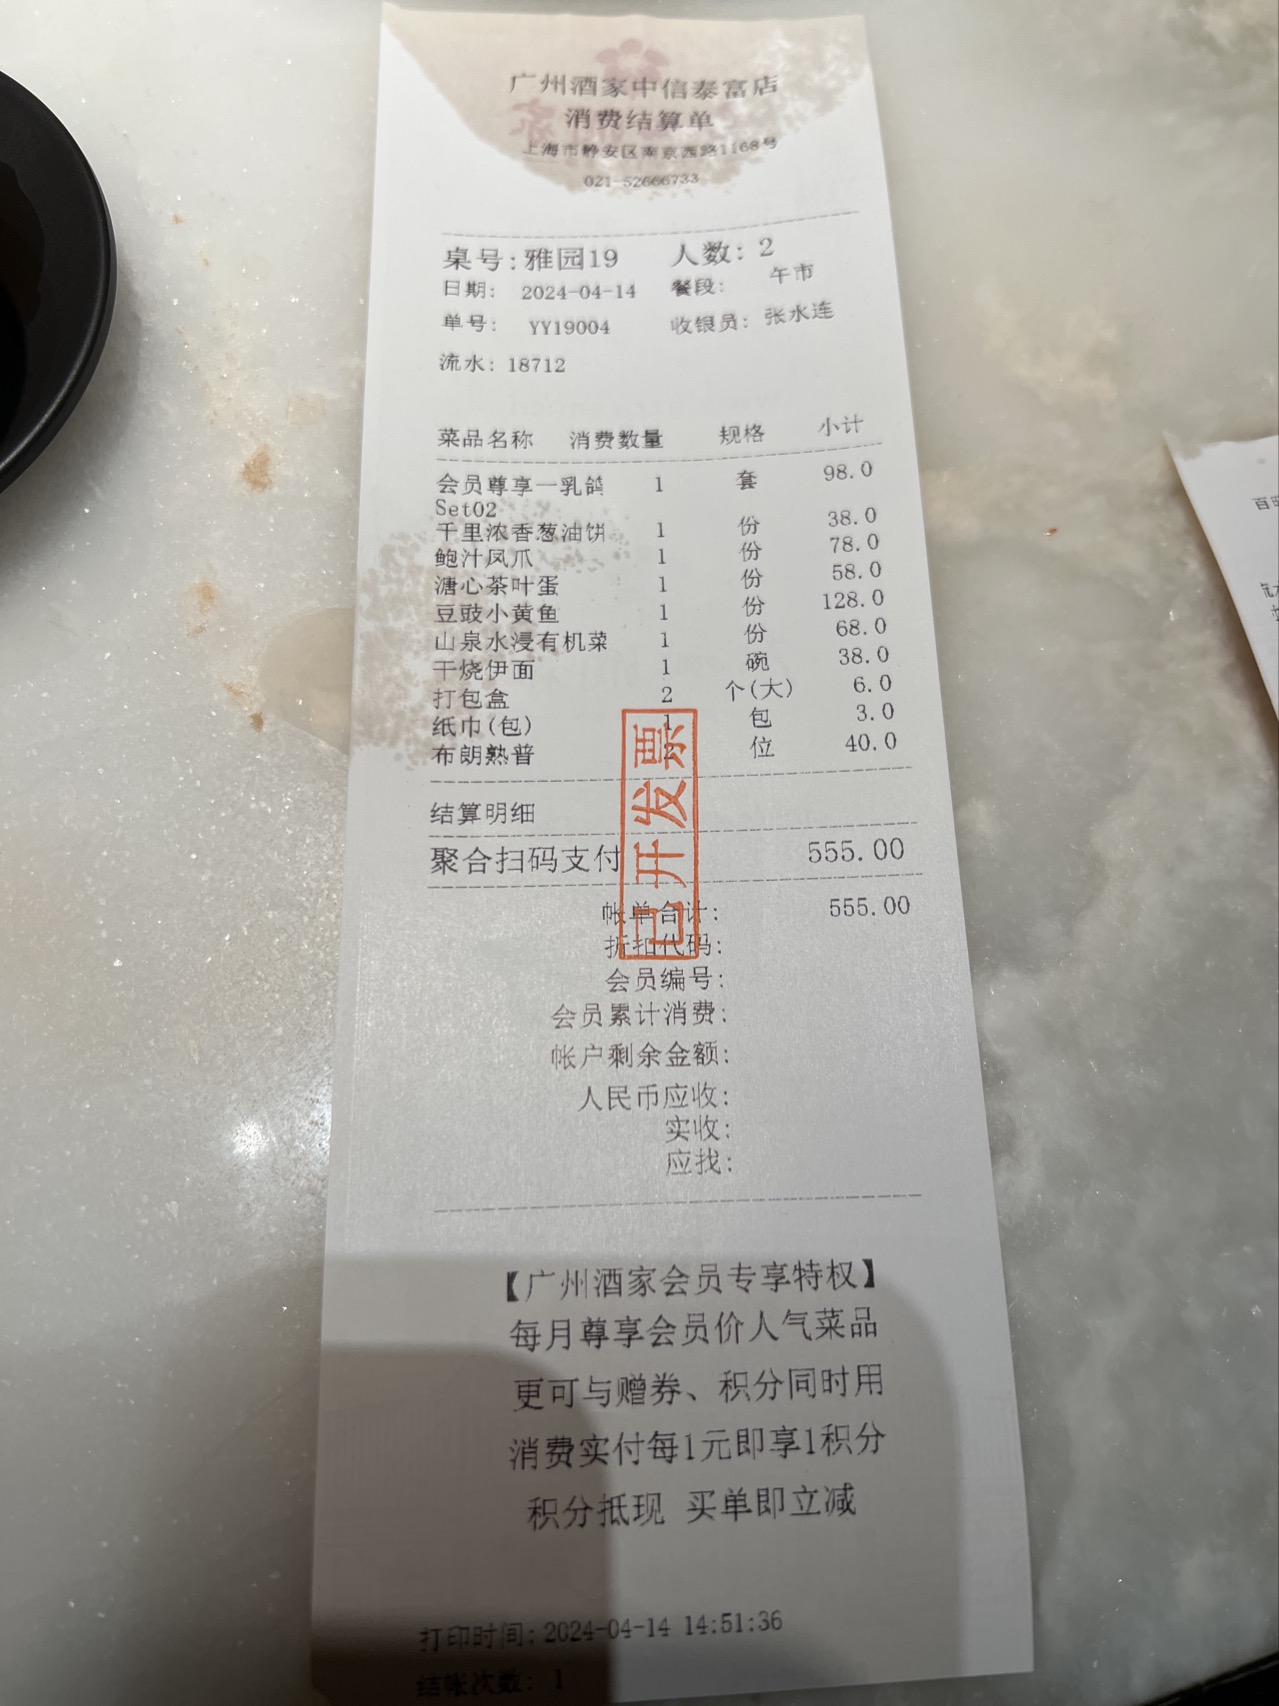 广州酒家中信泰富店
消费结算单
上海市静安区南京西路1168号
021-52666733
桌号:雅园19 人数: 2
日期: 2024-04-14 餐段: 午市
单号: YY19004 收银员: 张水连
流水: 18712
菜品名称 消费数量 规格 小计
会员尊享一乳鸽 1 套 98.0
Set02
千里浓香葱油饼 1 份 38.0
鲍汁凤爪 1 份 78.0
溏心茶叶蛋 1 份 58.0
豆豉小黄鱼 1 份 128.0
山泉水浸有机菜 1 份 68.0
干烧伊面 1 碗 38.0
打包盒 2 个(大) 6.0
纸巾(包) 1 包 3.0
布朗熟普 2 位 40.0
已开发票
结算明细
聚合扫码支付 555.00
帐单合计: 555.00
折扣代码:
会员编号:
会员累计消费:
帐户剩余金额:
人民币应收:
实收:
应找:
【广州酒家会员专享特权】
每月尊享会员价人气菜品
更可与赠券、积分同时用
消费实付每1元即享1积分
积分抵现 买单即立减
打印时间: 2024-04-14 14:51:36
结帐次数: 1